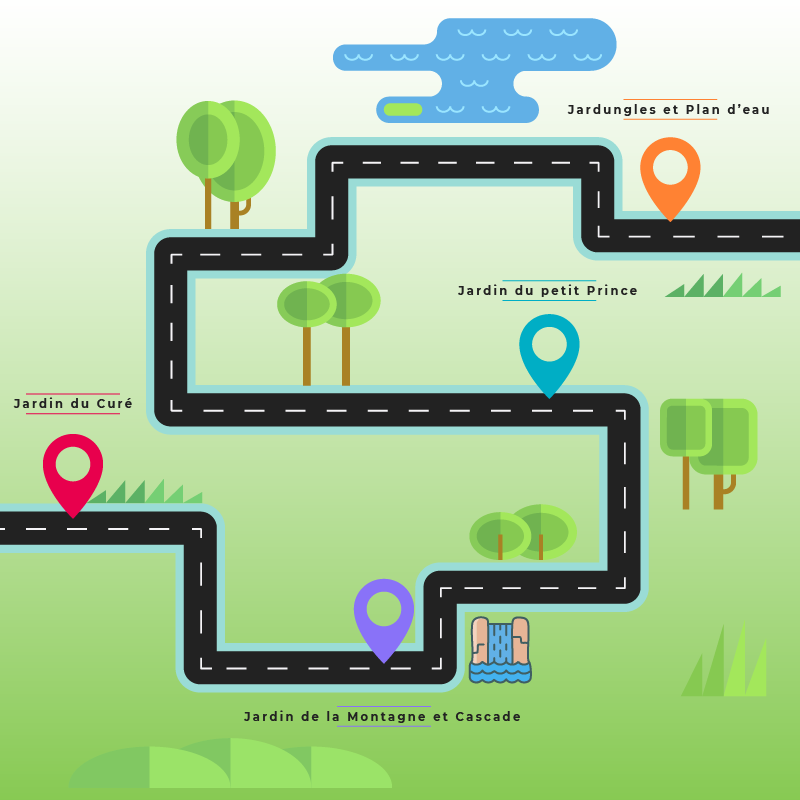 Jardungles et Plan d'eau
Jardin du petit Prince
Jardin du Curé
Jardin de la Montagne et Cascade